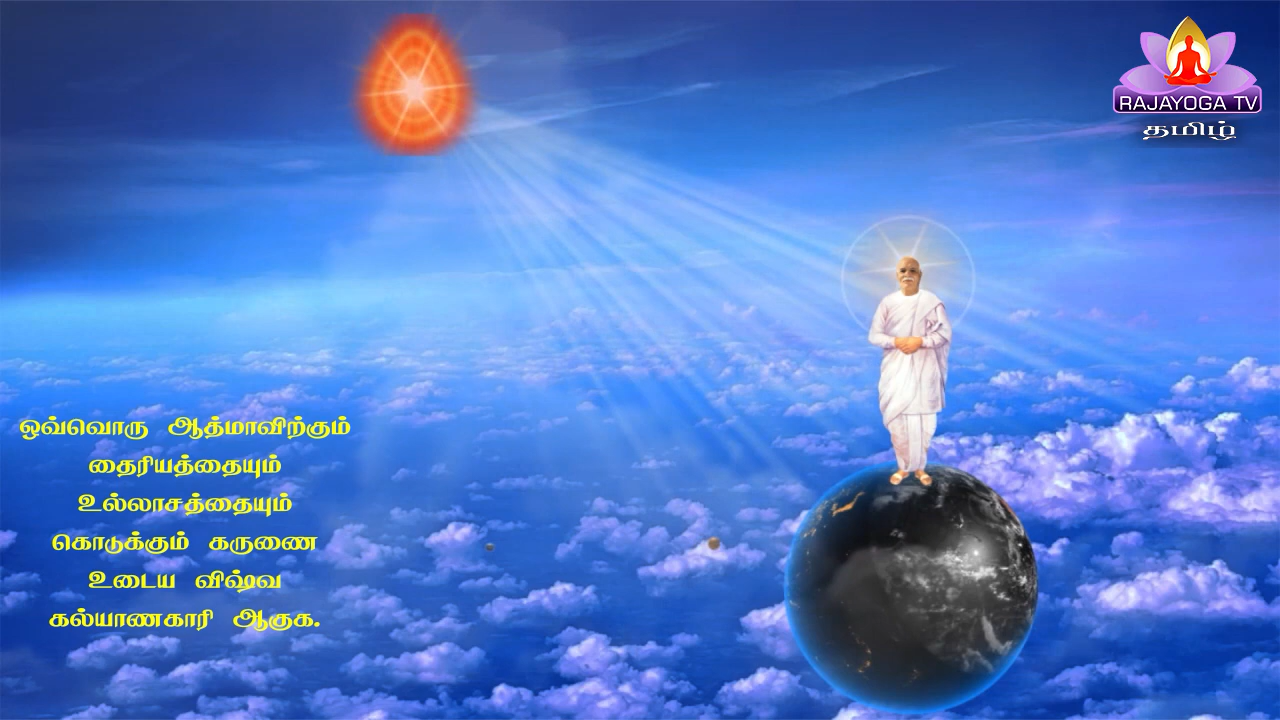 RAJAYOGA TV
தமிழ்
ஒவ்வொரு ஆத்மாவிற்கும்
தைரியத்தையும்
உல்லாசத்தையும்
கொடுக்கும் கருணை
உடைய விஷ்வ
கல்யாணகாரி ஆகுக.